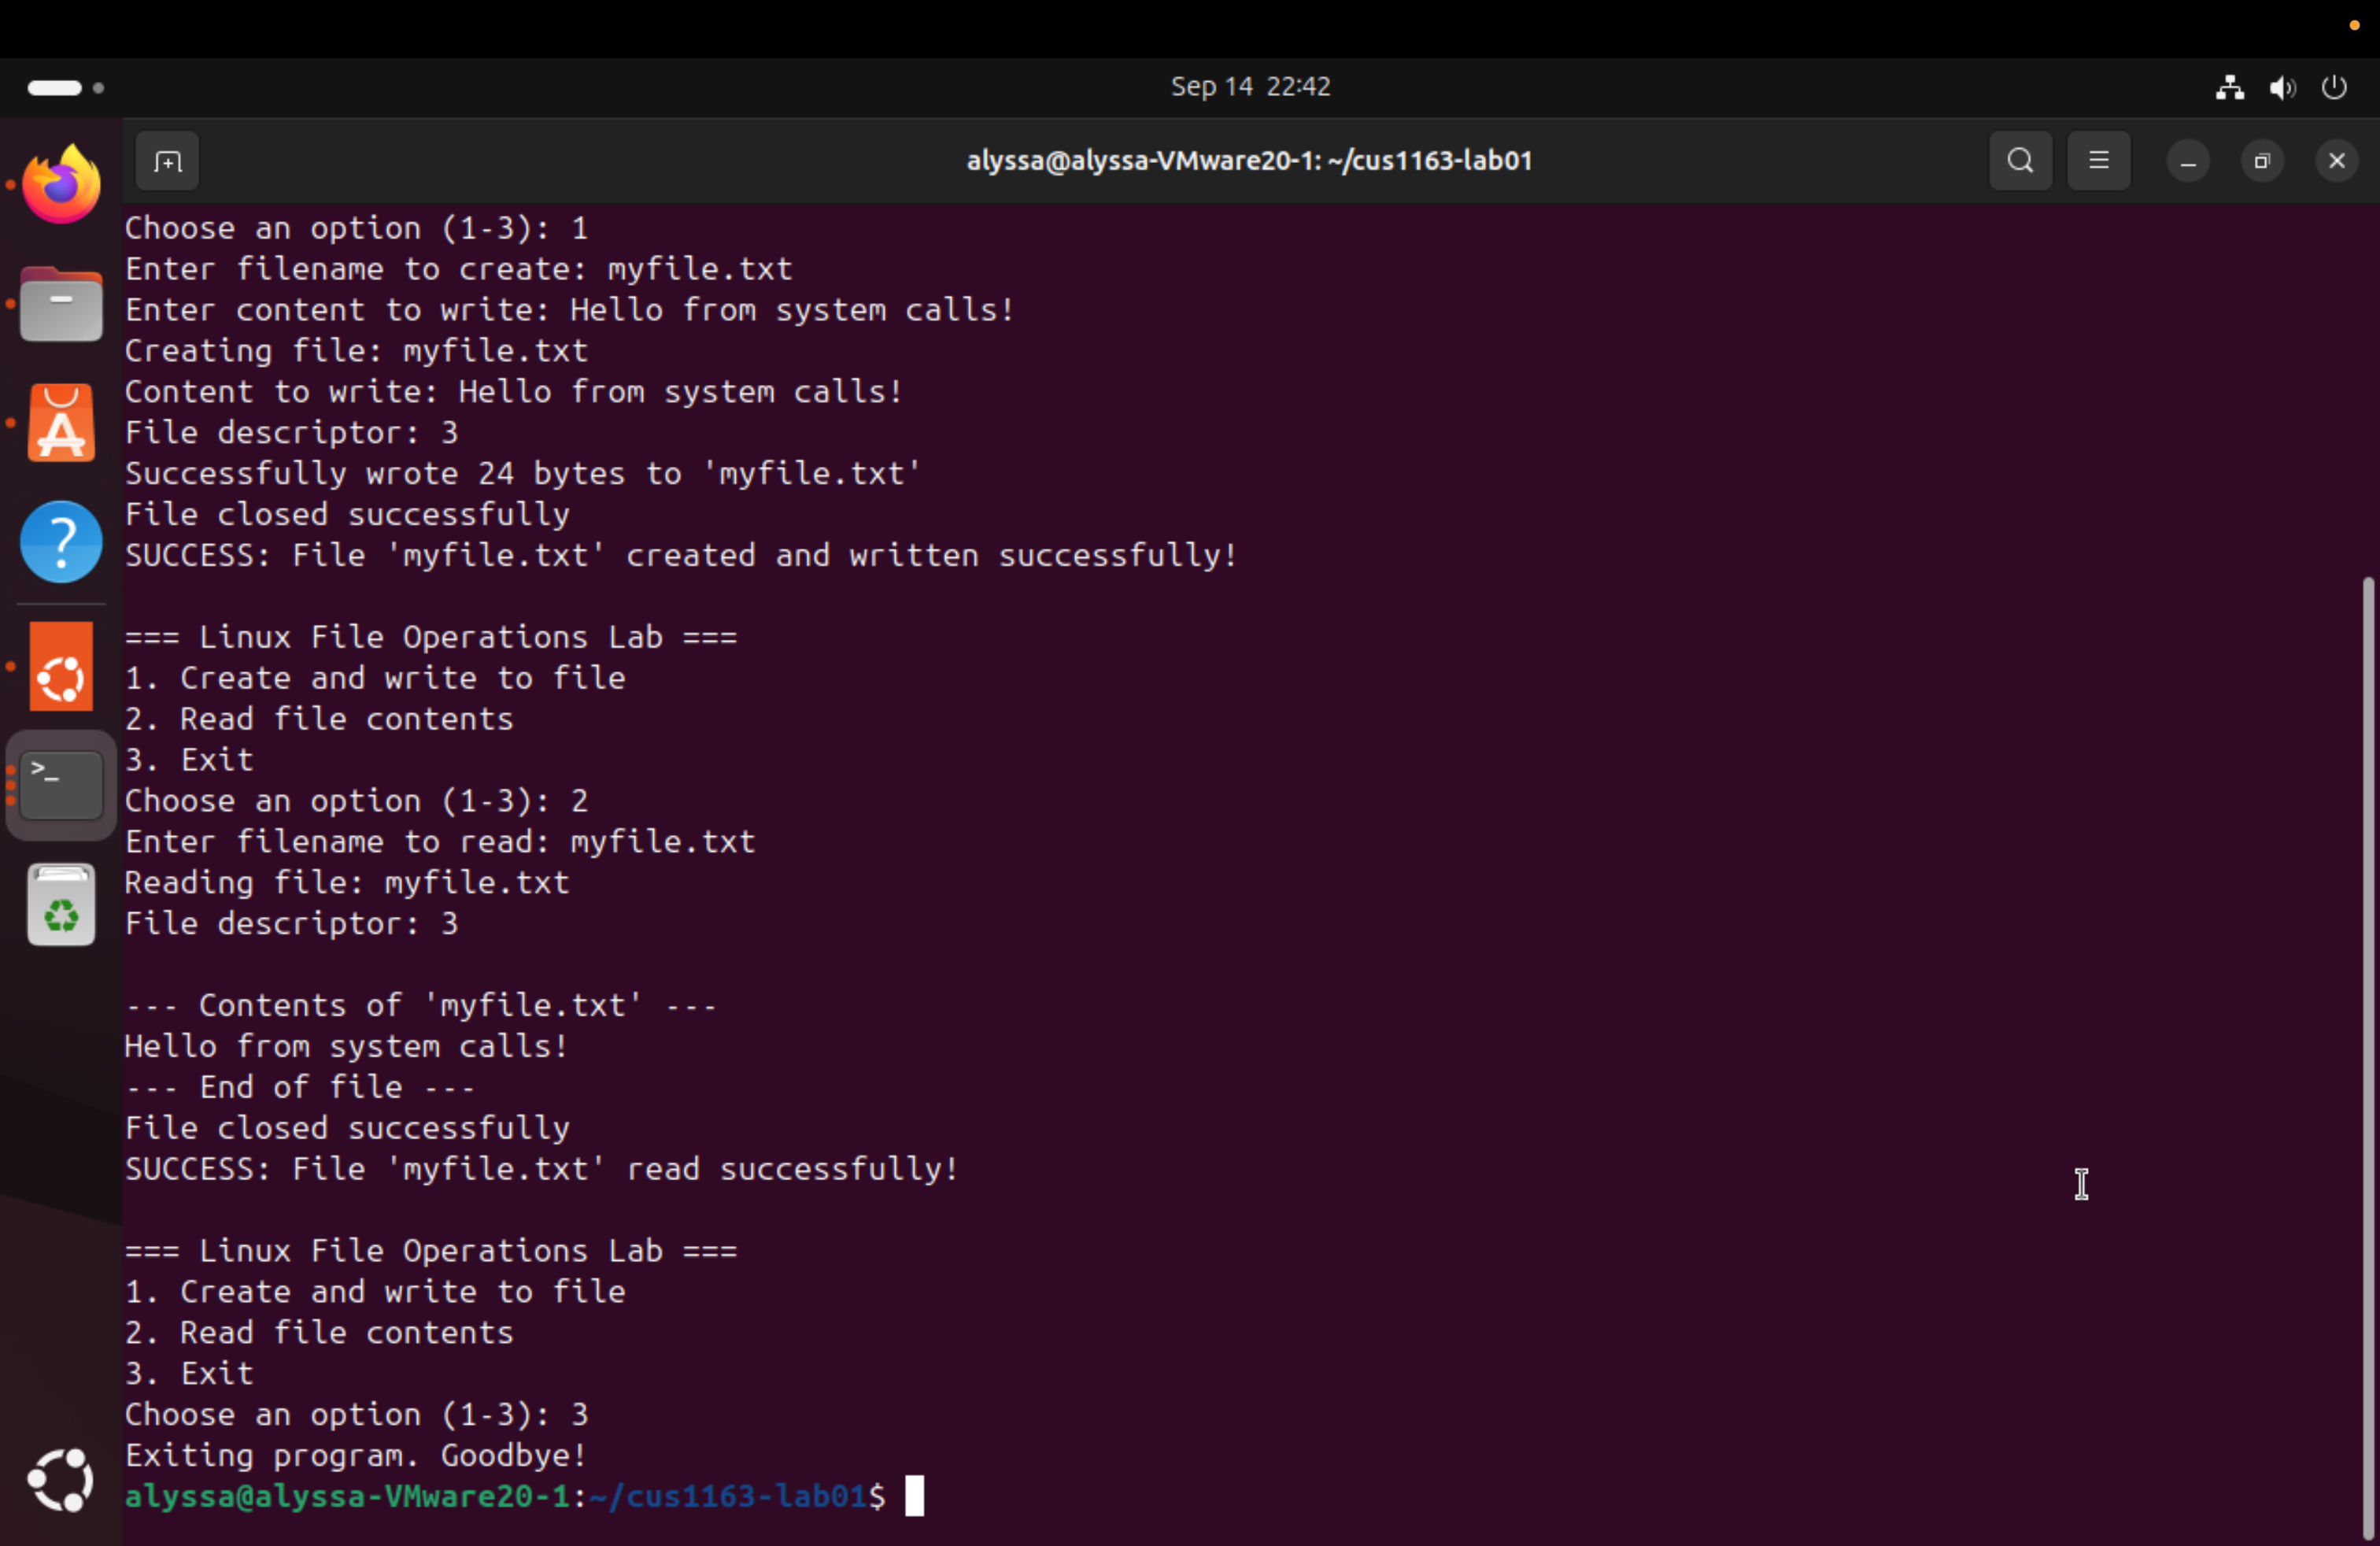 Sep 14 22:42
alyssa@alyssa-VMware20-1: ~/cus1163-lab01
Choose an option (1-3): 1
Enter filename to create: myfile.txt
Enter content to write: Hello from system calls!
Creating file: myfile.txt
Content to write: Hello from system calls!
File descriptor: 3
Successfully wrote 24 bytes to 'myfile.txt'
File closed successfully
SUCCESS: File 'myfile.txt' created and written successfully!
=== Linux File Operations Lab ===
1. Create and write to file
2. Read file contents
3. Exit
Choose an option (1-3): 2
Enter filename to read: myfile.txt
Reading file: myfile.txt
File descriptor: 3
--- Contents of 'myfile.txt' ---
Hello from system calls!
--- End of file ---
File closed successfully
SUCCESS: File 'myfile.txt' read successfully!
=== Linux File Operations Lab ===
1. Create and write to file
2. Read file contents
3. Exit
Choose an option (1-3): 3
Exiting program. Goodbye!
alyssa@alyssa-VMware20-1:~/cus1163-lab01$